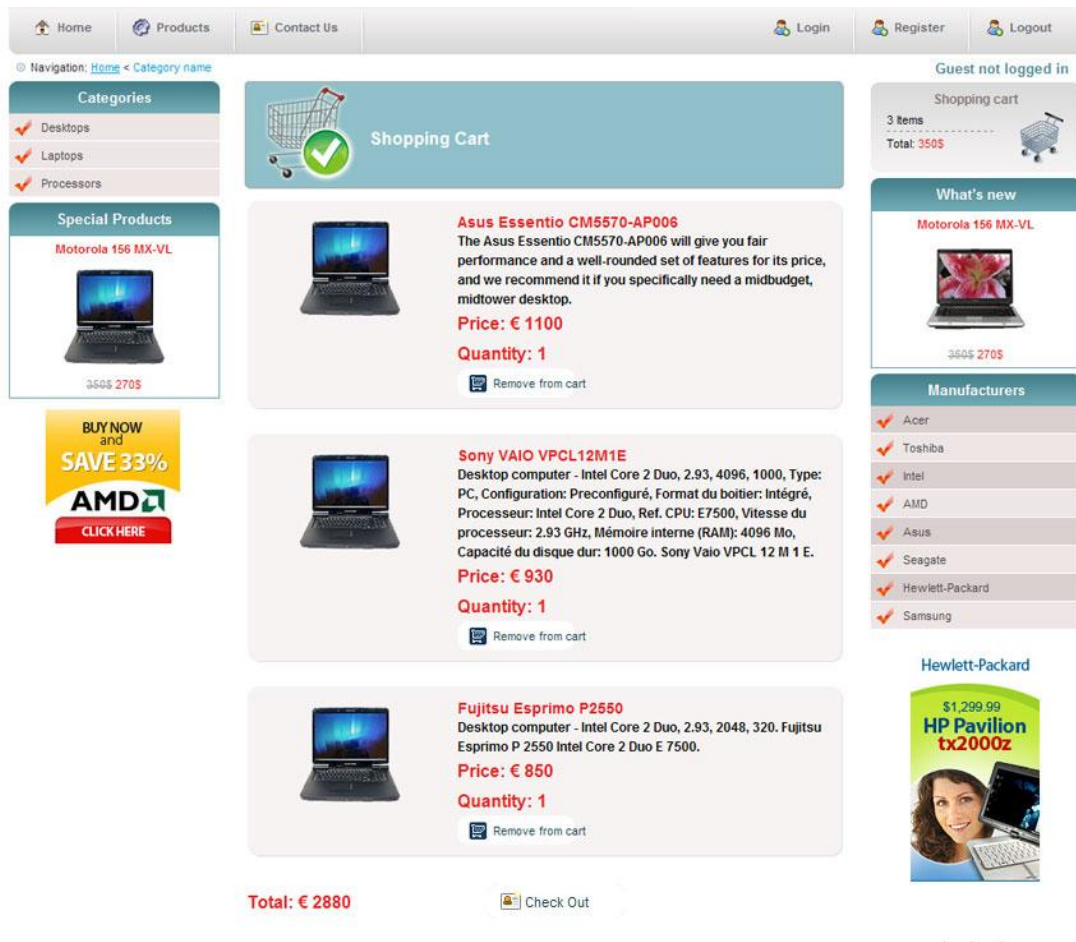 Home
Products
Contact Us
Login
Register
Logout
Navigation: Home < Category name
Guest not logged in
Categories
Desktops
Laptops
Processors
Special Products
Motorola 156 MX-VL
350$ 270$
BUY NOW
and
SAVE 33%
AMD
CLICK HERE
Shopping Cart
Asus Essentio CM5570-AP006
The Asus Essentio CM5570-AP006 will give you fair
performance and a well-rounded set of features for its price,
and we recommend it if you specifically need a midbudget,
midtower desktop.
Price: € 1100
Quantity: 1
Remove from cart
Sony VAIO VPCL12M1E
Desktop computer - Intel Core 2 Duo, 2.93, 4096, 1000, Type:
PC, Configuration: Preconfiguré, Format du boitier: Intégré,
Processeur: Intel Core 2 Duo, Ref. CPU: E7500, Vitesse du
processeur: 2.93 GHz, Mémoire interne (RAM): 4096 Mo,
Capacité du disque dur: 1000 Go. Sony Vaio VPCL 12 M 1 E.
Price: € 930
Quantity: 1
Remove from cart
Fujitsu Esprimo P2550
Desktop computer - Intel Core 2 Duo, 2.93, 2048, 320. Fujitsu
Esprimo P 2550 Intel Core 2 Duo E 7500.
Price: € 850
Quantity: 1
Remove from cart
Total: € 2880
Check Out
Shopping cart
3 Items
Total: 350$
What's new
Motorola 156 MX-VL
350$ 270$
Manufacturers
Acer
Toshiba
Intel
AMD
Asus
Seagate
Hewlett-Packard
Samsung
Hewlett-Packard
$1,299.99
HP Pavilion
tx2000z